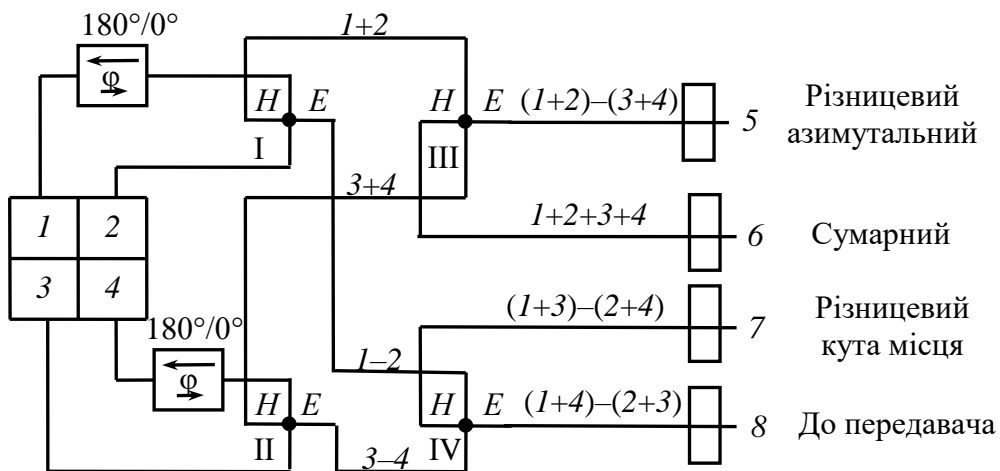 180°/0°
φ
1+2
H E
I
H E
III
(1+2)–(3+4)
5
Різницевий
азимутальний
3+4
1 2
3 4
1+2+3+4
6
Сумарний
180°/0°
φ
(1+3)–(2+4)
7
Різницевий
кута місця
1–2
H E
II
3–4
H E
IV
(1+4)–(2+3)
8
До передавача